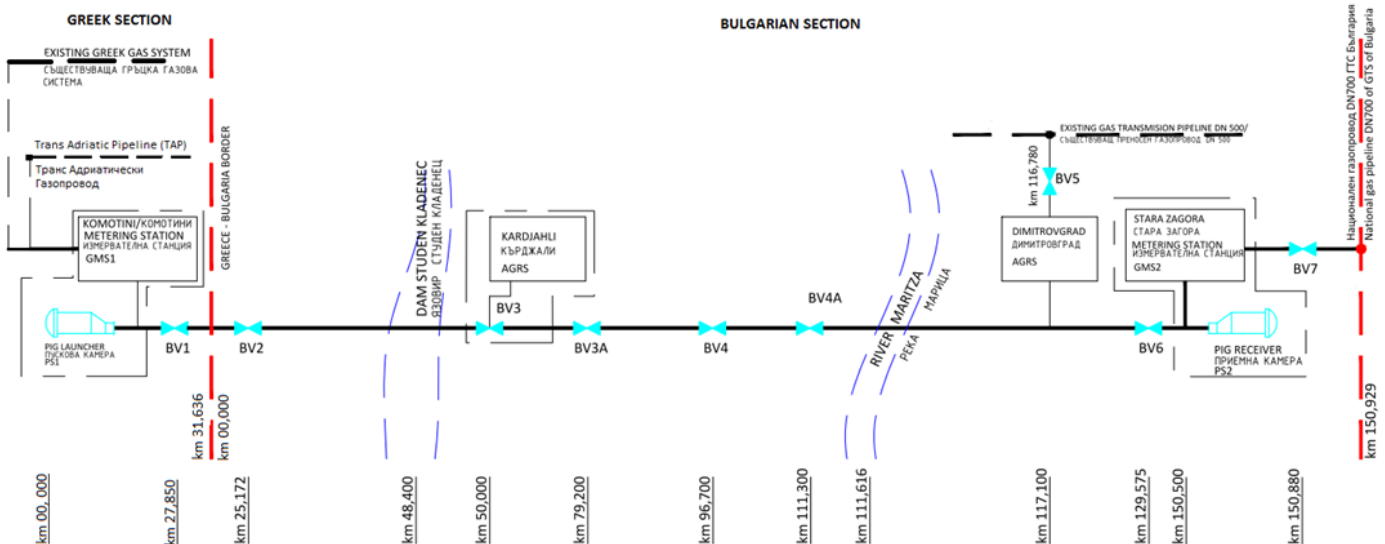 GREEK SECTION
BULGARIAN SECTION
EXISTING GREEK GAS SYSTEM
СЪЩЕСТВУВАЩА ГРЪЦКА ГАЗОВА
СИСТЕМА
Trans Adriatic Pipeline (TAP)
Транс Адриатически
Газопровод
KOMOTINI/КОМОТИНИ
METERING STATION
ИЗМЕРВАТЕЛНА СТАНЦИЯ
GMS1
PIG LAUNCHER
ПУСКОВА КАМЕРА
PS1
BV1
GREECE - BULGARIA BORDER
BV2
DAM STUDEN KLADENEC
ЯЗОВИР СТУДЕН КЛАДЕНЕЦ
KARDJAHLI
КЪРДЖАЛИ
AGRS
BV3
BV3A
BV4
BV4A
RIVER MARITZA
РЕКА МАРИЦА
EXISTING GAS TRANSMISION PIPELINE DN 500/
СЪЩЕСТВУВАЩ ПРЕНОСЕН ГАЗОПРОВОД DN 500
km 116,780
BV5
DIMITROVGRAD
ДИМИТРОВГРАД
AGRS
STARA ZAGORA
СТАРА ЗАГОРА
METERING STATION
ИЗМЕРВАТЕЛНА СТАНЦИЯ
GMS2
BV6
BV7
PIG RECEIVER
ПРИЕМНА КАМЕРА
PS2
Национален газопровод DN700 ГТС България
National gas pipeline DN700 of GTS of Bulgaria
km 31,636
km 00,000
km 150,929
km 00, 000
km 27,850
km 25,172
km 48,400
km 50,000
km 79,200
km 96,700
km 111,300
km 111,616
km 117,100
km 129,575
km 150,500
km 150,880